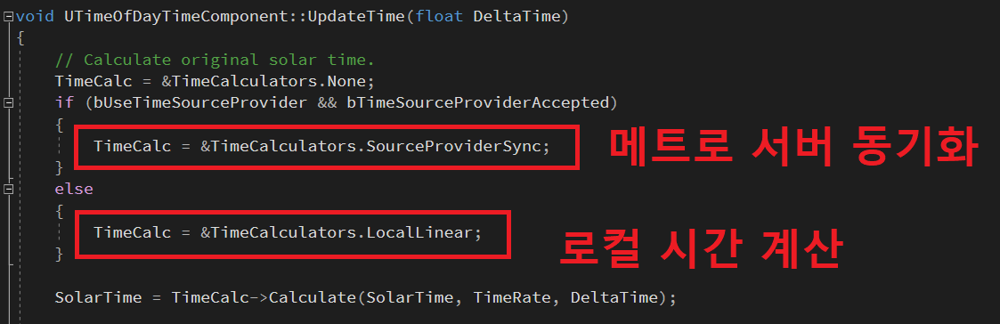 void UTimeOfDayTimeComponent::UpdateTime(float DeltaTime)
{
// Calculate original solar time.
TimeCalc = &TimeCalculators.None;
if (bUseTimeSourceProvider && bTimeSourceProviderAccepted)
{
TimeCalc = &TimeCalculators.SourceProviderSync; 메트로 서버 동기화
}
else
{
TimeCalc = &TimeCalculators.LocalLinear; 로컬 시간 계산
}
SolarTime = TimeCalc->Calculate(SolarTime, TimeRate, DeltaTime);